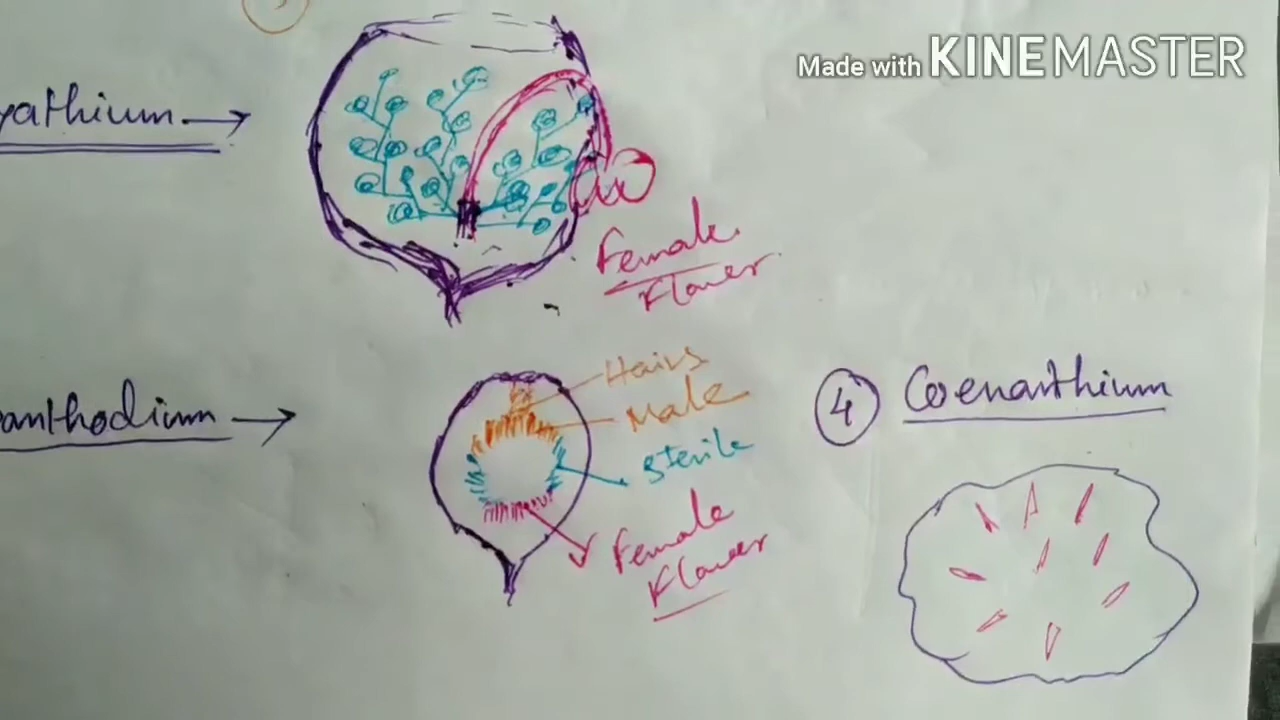 Made with KINEMASTER
yathium →
Female
Flower
Hairs
Male
anthodium →
Sterile
Female
Flower
4 Coenanthium